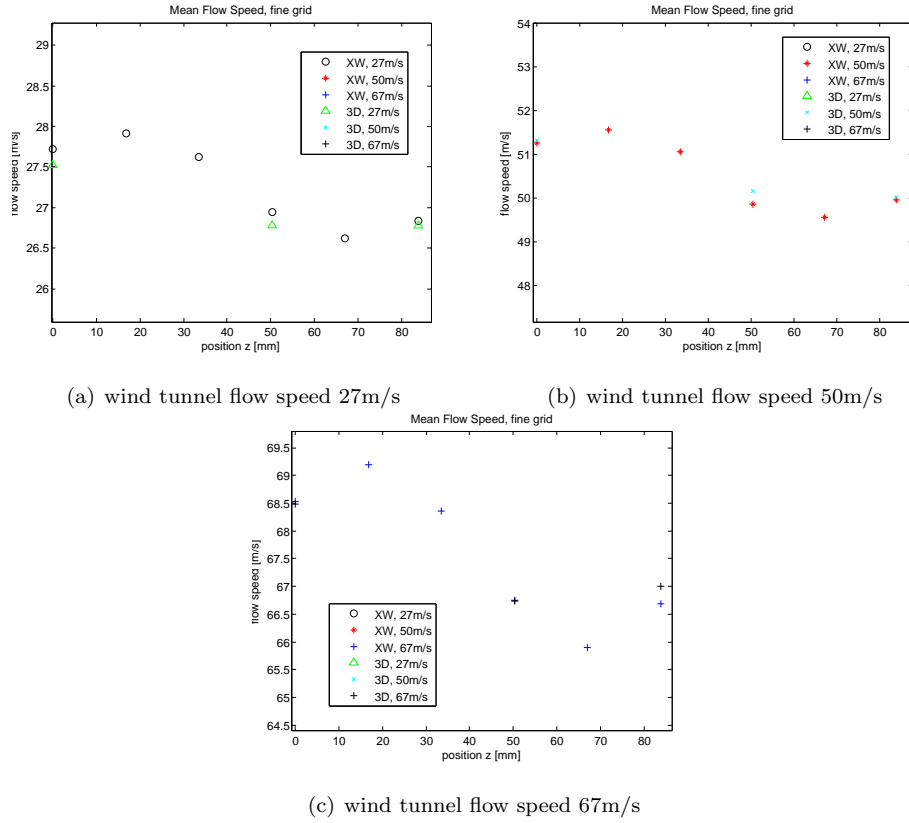 Mean Flow Speed, fine grid
29
28.5
28
27.5
27
26.5
26
flow speed [m/s]
XW, 27m/s
XW, 50m/s
XW, 67m/s
3D, 27m/s
3D, 50m/s
3D, 67m/s
0 10 20 30 40 50 60 70 80
position z [mm]
(a) wind tunnel flow speed 27m/s
Mean Flow Speed, fine grid
54
53
52
51
50
49
48
flow speed [m/s]
XW, 27m/s
XW, 50m/s
XW, 67m/s
3D, 27m/s
3D, 50m/s
3D, 67m/s
0 10 20 30 40 50 60 70 80
position z [mm]
(b) wind tunnel flow speed 50m/s
Mean Flow Speed, fine grid
69.5
69
68.5
68
67.5
67
66.5
66
65.5
65
64.5
flow speed [m/s]
XW, 27m/s
XW, 50m/s
XW, 67m/s
3D, 27m/s
3D, 50m/s
3D, 67m/s
0 10 20 30 40 50 60 70 80
position z [mm]
(c) wind tunnel flow speed 67m/s